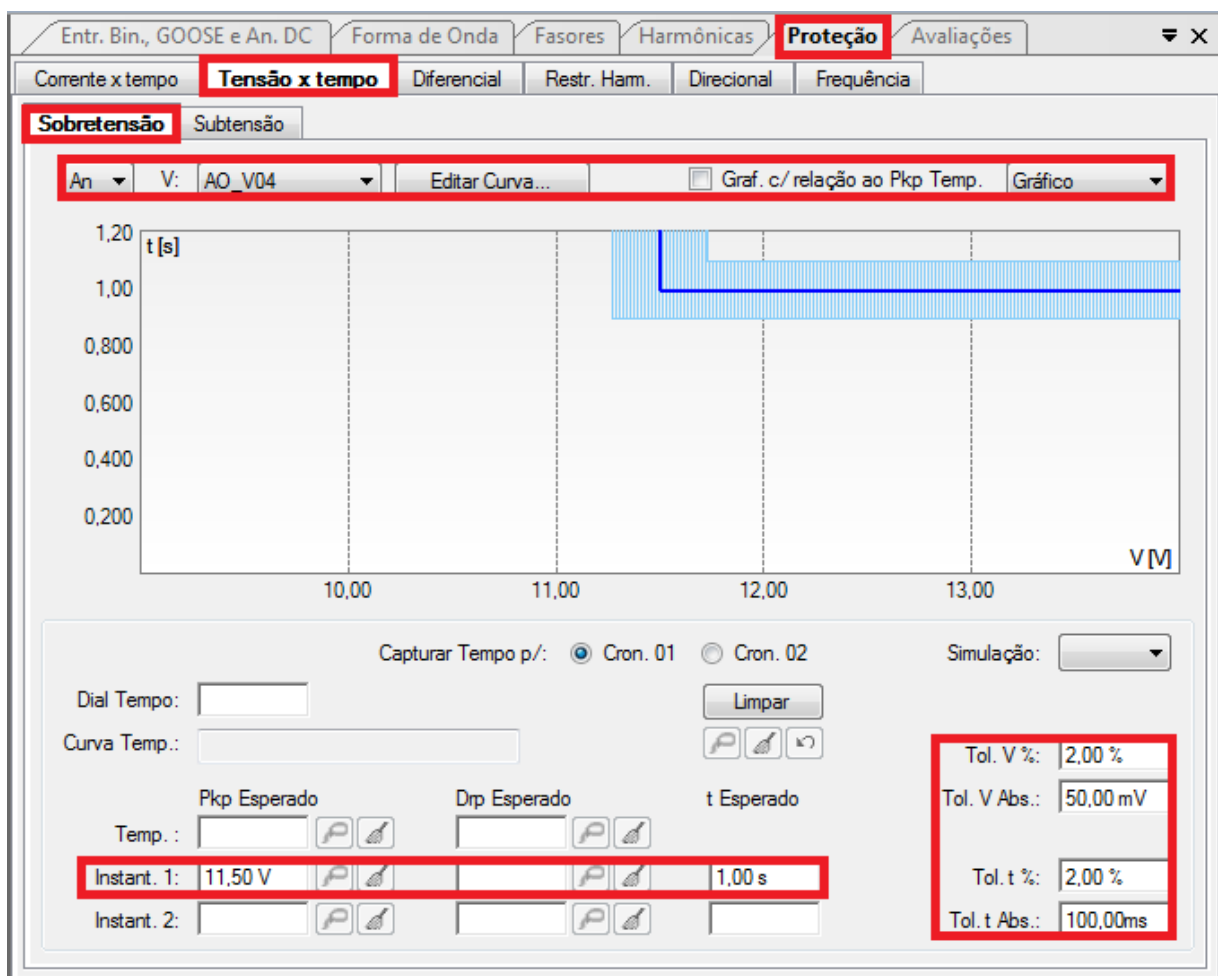 Entr. Bin., GOOSE e An. DC Forma de Onda Fasores Harmônicas Proteção Avaliações
Corrente x tempo Tensão x tempo Diferencial Restr. Harm. Direcional Frequência
Sobretensão Subtensão
An V: AO_V04 Editar Curva... Graf. c/ relação ao Pkp Temp. Gráfico
1,20
t [s]
1,00
0,800
0,600
0,400
0,200
V [V]
10,00 11,00 12,00 13,00
Capturar Tempo p/: Cron. 01 Cron. 02 Simulação:
Dial Tempo: Limpar
Curva Temp.: Tol. V %: 2,00 %
Pkp Esperado Drp Esperado t Esperado Tol. V Abs.: 50,00 mV
Temp. :
Instant. 1: 11,50 V 1,00 s Tol. t %: 2,00 %
Instant. 2: Tol. t Abs.: 100,00ms